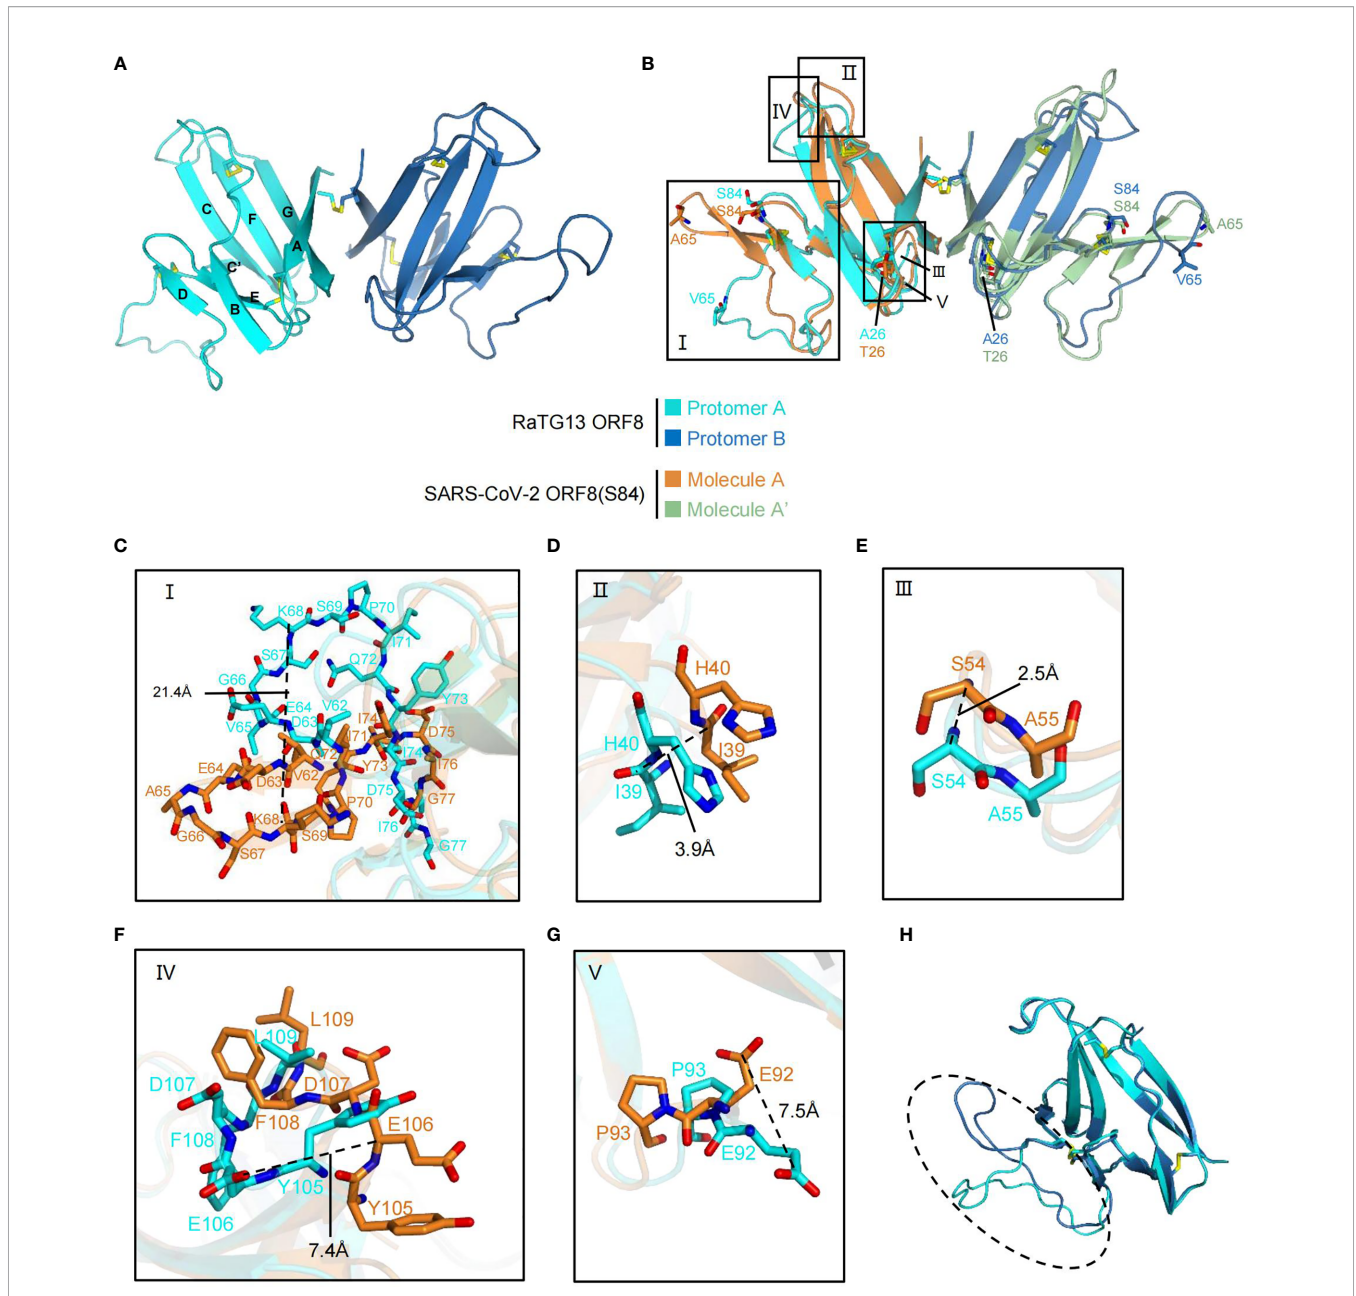 A
B
II
IV
C
F
G
A
C'
D
B
E
S84
S84
A65
V65
I
III
V
A26
T26
A26
T26
S84
S84
A65
V65
RaTG13 ORF8
Protomer A
Protomer B
SARS-CoV-2 ORF8(S84)
Molecule A
Molecule A'
C
D
E
I
K68
S69
P70
I71
S67
Q72
G66
21.4Å
Y73
E64
V62
V65
D63
I74
D75
I71
Q72
I74
E64
D63
V62
Y73
I76
A65
D75
G77
K68
P70
G66
S69
I76
S67
G77
II
H40
H40
I39
I39
3.9Å
III
S54
2.5Å
A55
S54
A55
F
G
H
IV
L109
L109
D107
D107
F108
F108
E106
Y105
E106
Y105
7.4Å
V
P93
E92
7.5Å
P93
E92